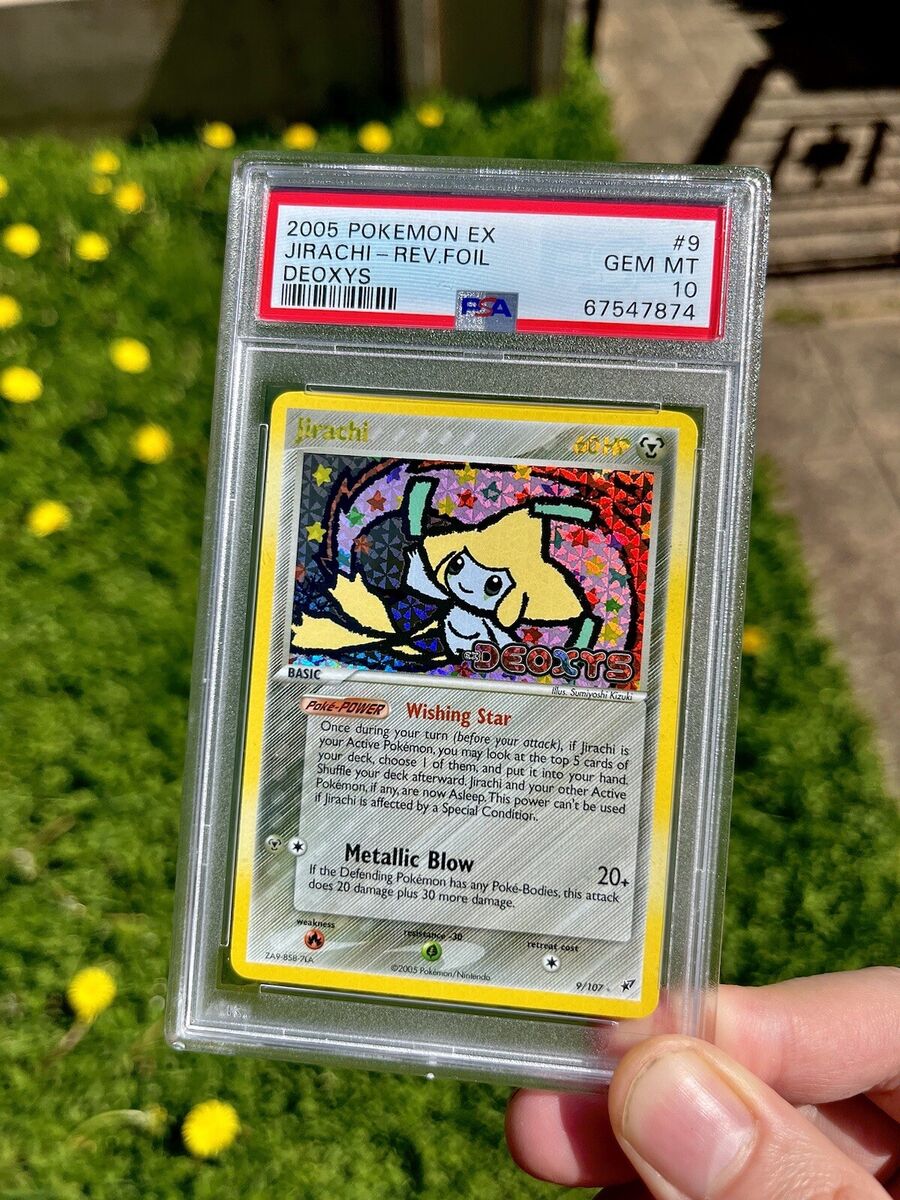 2005 POKEMON EX #9
JIRACHI - REV.FOIL GEM MT
DEOXYS 10
PSA 67547874
Jirachi 60 HP
EX DEOXYS
BASIC
Illus. Sumiyoshi Kizuki
Poké-POWER Wishing Star
Once during your turn (before your attack), if Jirachi is
your Active Pokémon, you may look at the top 5 cards of
your deck, choose 1 of them, and put it into your hand.
Shuffle your deck afterward. Jirachi and your other Active
Pokémon, if any, are now Asleep. This power can't be used
if Jirachi is affected by a Special Condition.
Metallic Blow 20+
If the Defending Pokémon has any Poké-Bodies, this attack
does 20 damage plus 30 more damage.
weakness resistance -30 retreat cost
ZA9-858-7LA
©2005 Pokémon/Nintendo
9/107